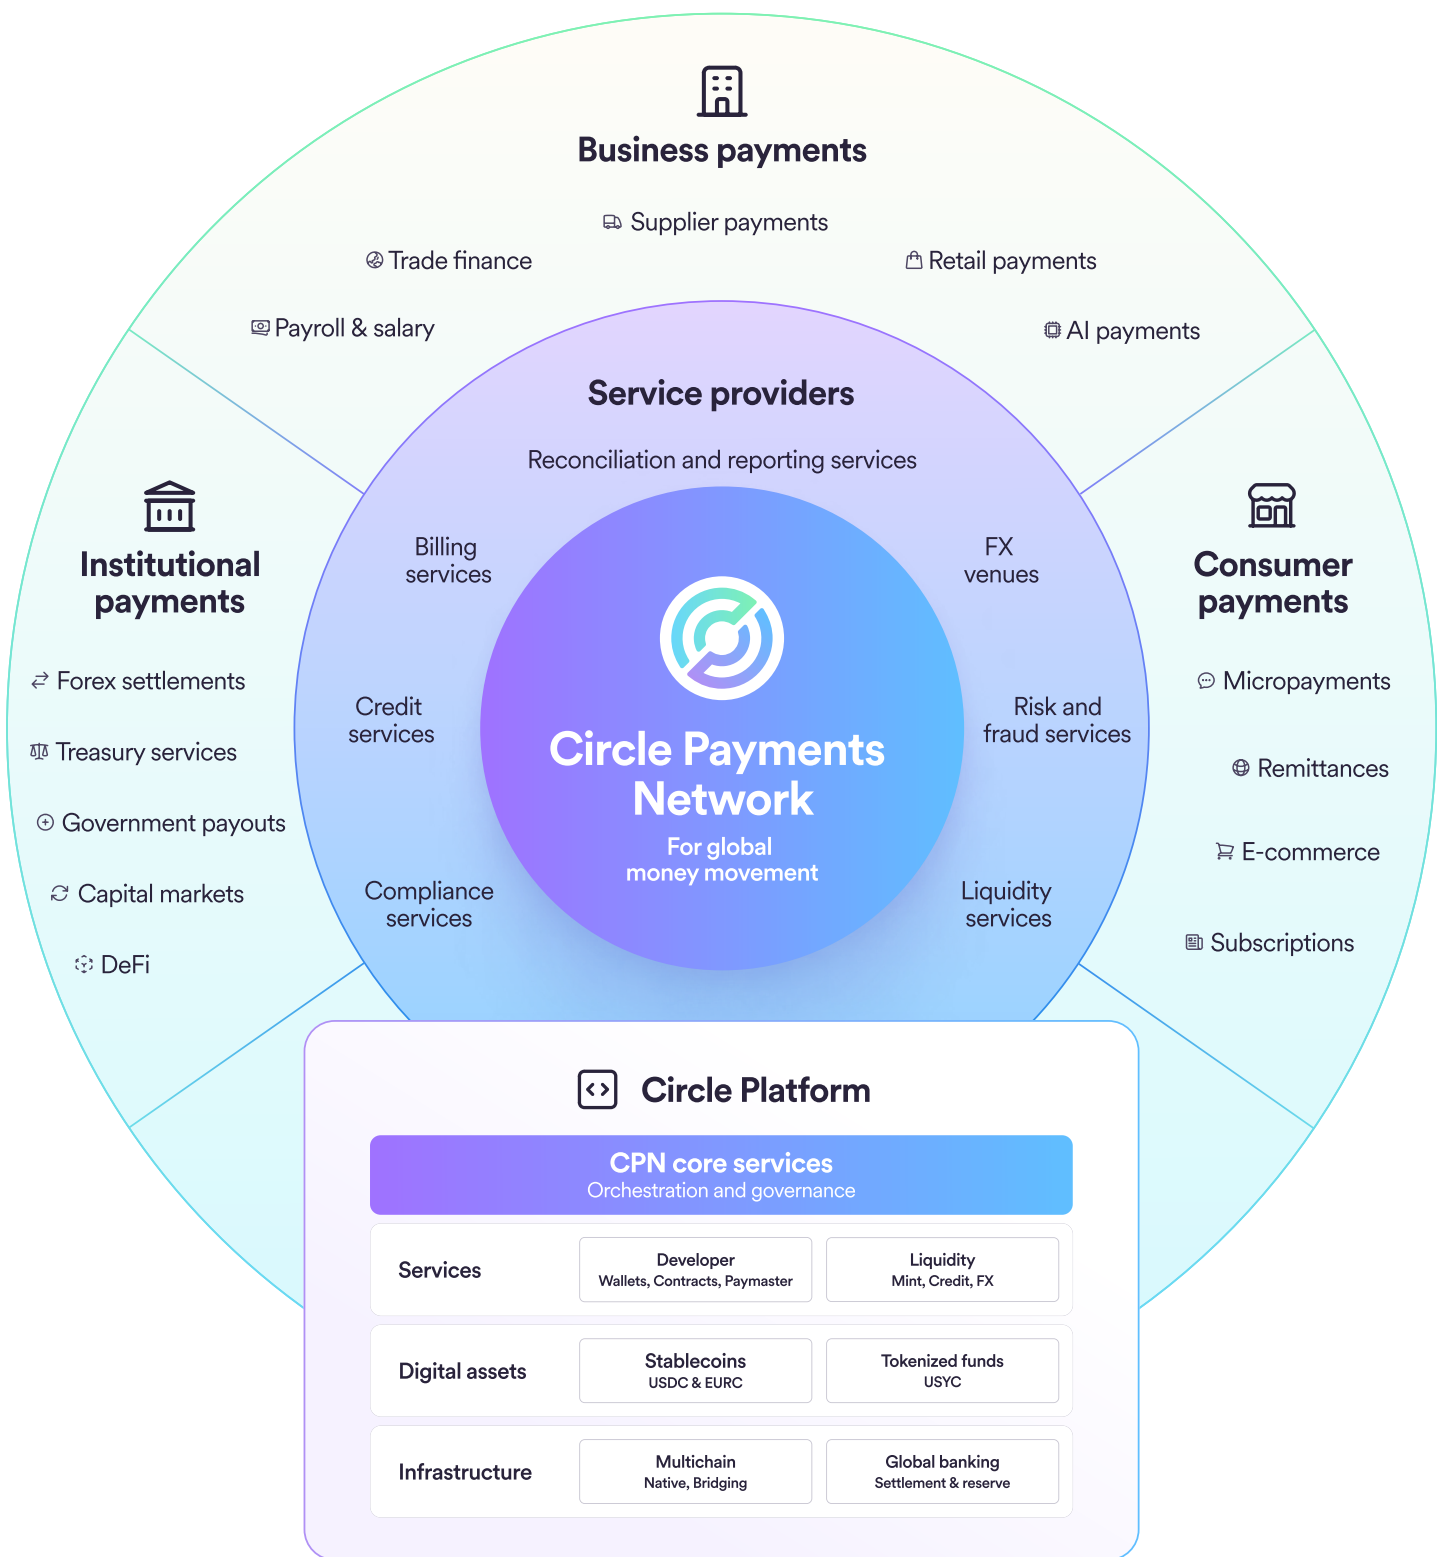 Business payments
Supplier payments
Trade finance
Retail payments
Payroll & salary
AI payments
Service providers
Reconciliation and reporting services
Billing
services
FX
venues
Credit
services
Risk and
fraud services
Compliance
services
Liquidity
services
Circle Payments
Network
For global
money movement
Institutional
payments
Forex settlements
Treasury services
Government payouts
Capital markets
DeFi
Consumer
payments
Micropayments
Remittances
E-commerce
Subscriptions
Circle Platform
CPN core services
Orchestration and governance
Services
Developer
Wallets, Contracts, Paymaster
Liquidity
Mint, Credit, FX
Digital assets
Stablecoins
USDC & EURC
Tokenized funds
USYC
Infrastructure
Multichain
Native, Bridging
Global banking
Settlement & reserve